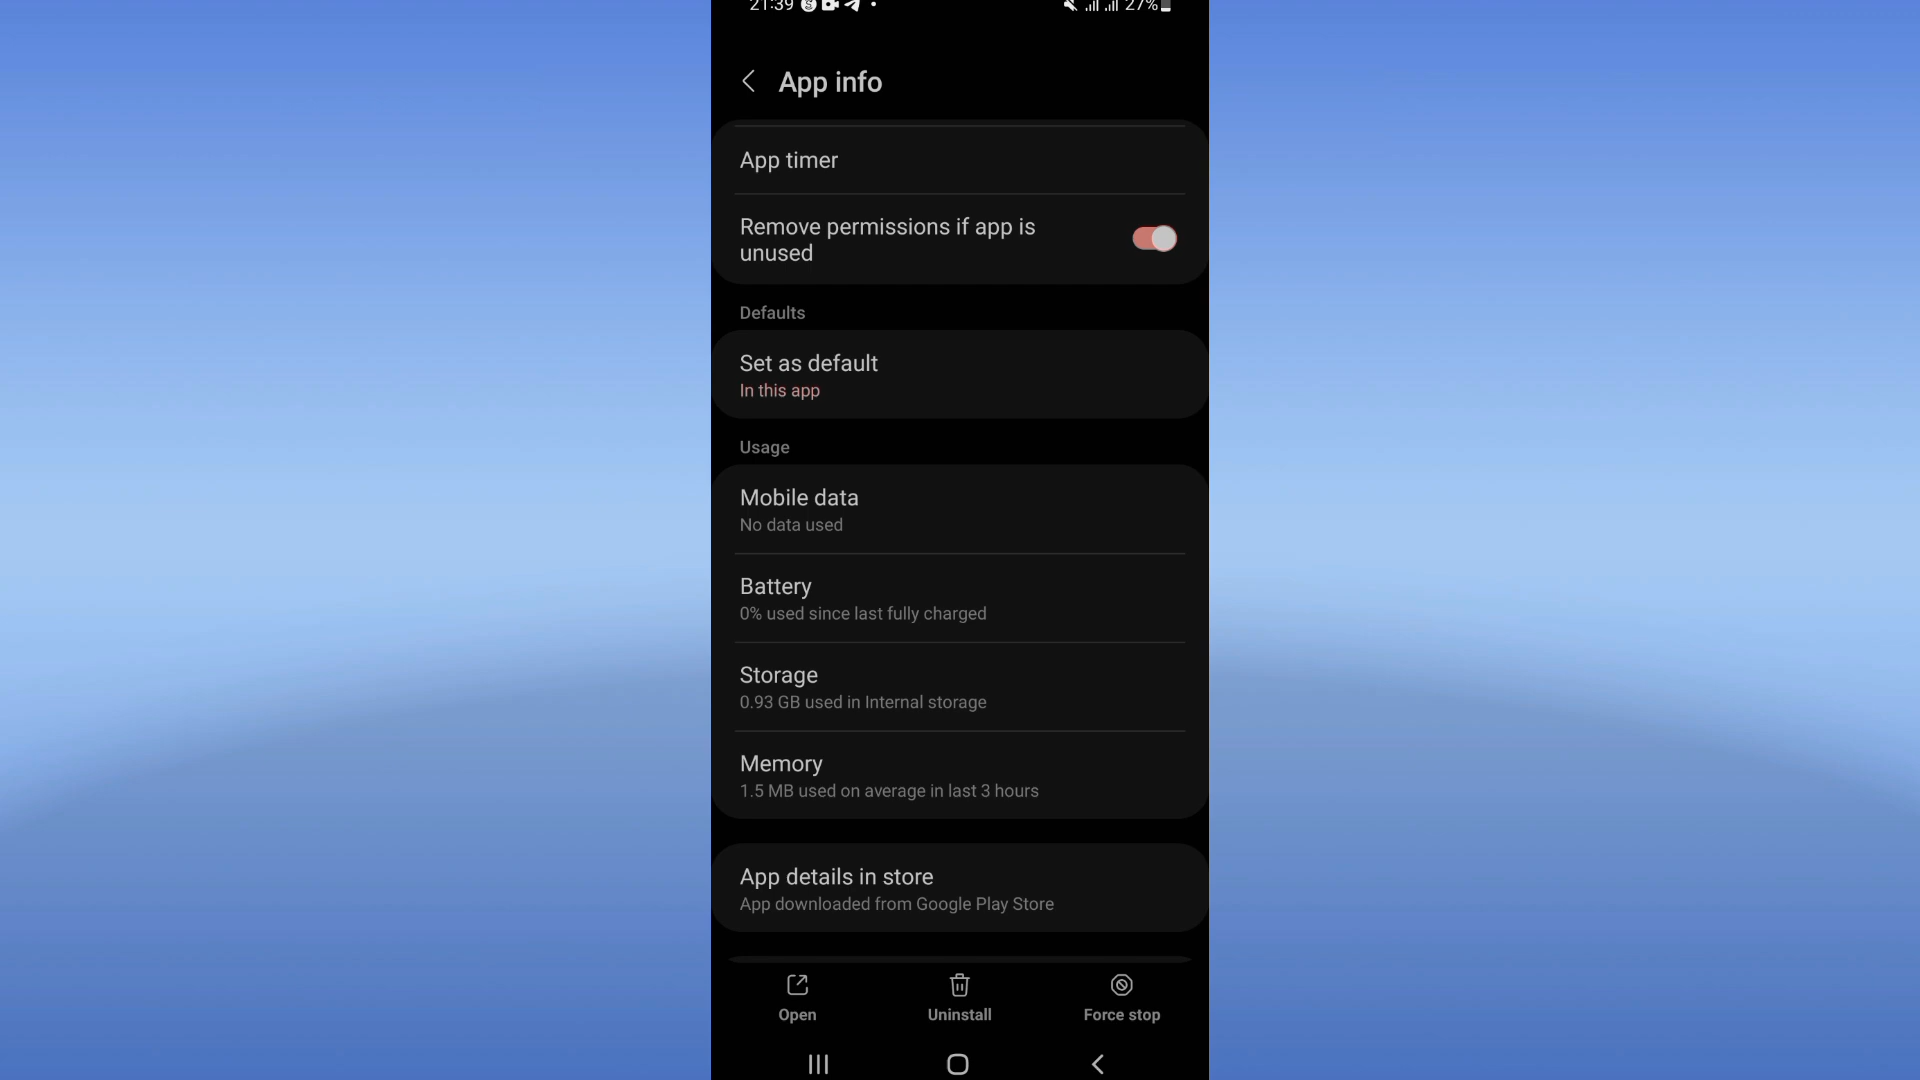 21:39 27%
App info
App timer
Remove permissions if app is
unused
Defaults
Set as default
In this app
Usage
Mobile data
No data used
Battery
0% used since last fully charged
Storage
0.93 GB used in Internal storage
Memory
1.5 MB used on average in last 3 hours
App details in store
App downloaded from Google Play Store
Open Uninstall Force stop